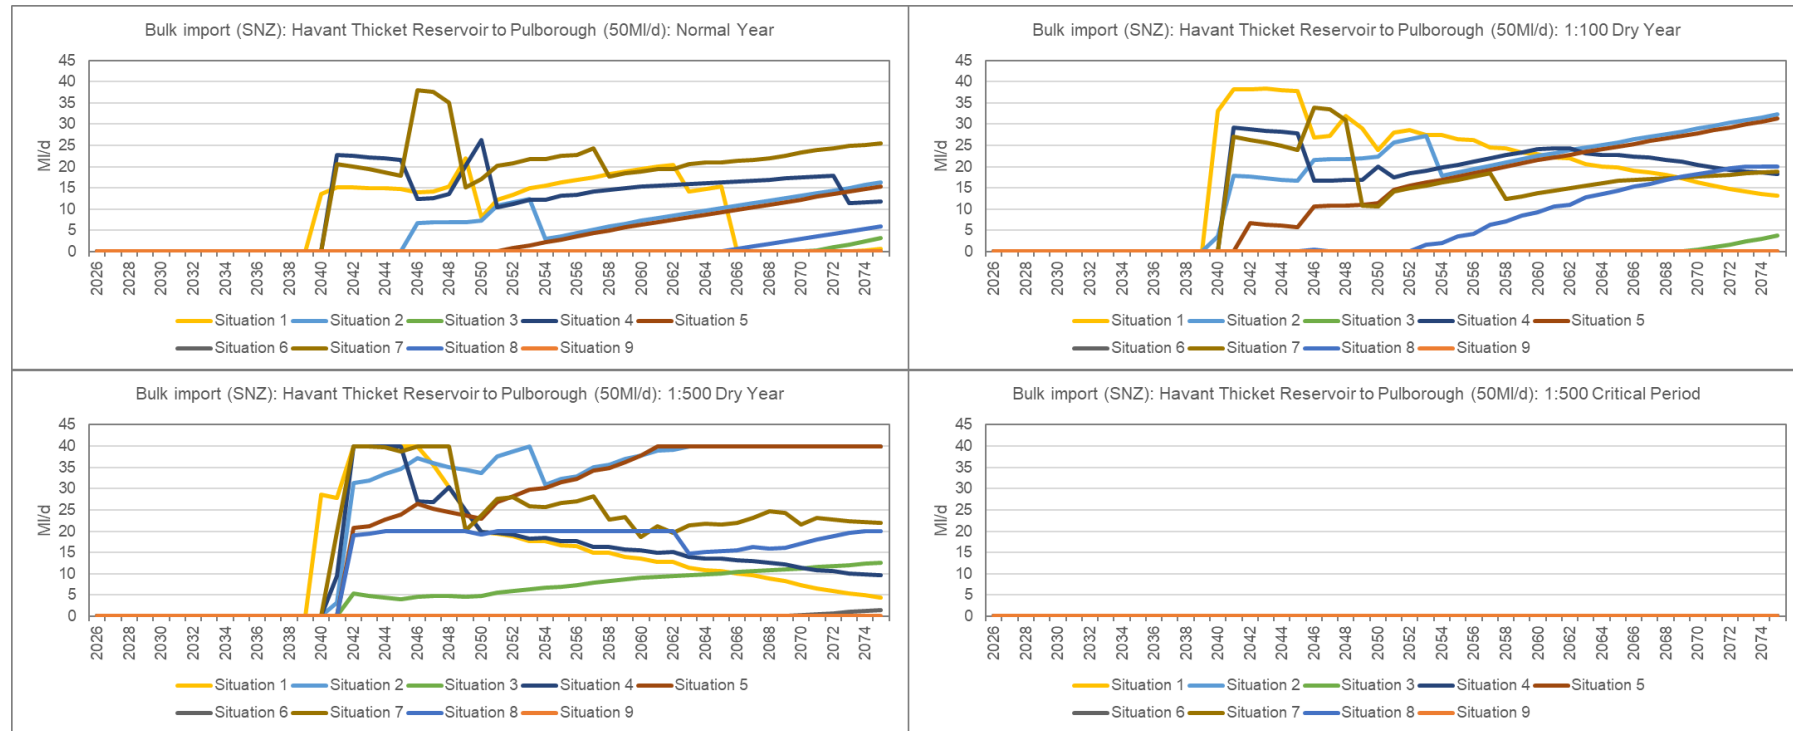 Bulk import (SNZ): Havant Thicket Reservoir to Pulborough (50Ml/d): Normal Year
45
40
35
30
25
20
15
10
5
0
Ml/d
2026 2028 2030 2032 2034 2036 2038 2040 2042 2044 2046 2048 2050 2052 2054 2056 2058 2060 2062 2064 2066 2068 2070 2072 2074
Situation 1 Situation 2 Situation 3 Situation 4 Situation 5
Situation 6 Situation 7 Situation 8 Situation 9
Bulk import (SNZ): Havant Thicket Reservoir to Pulborough (50Ml/d): 1:100 Dry Year
45
40
35
30
25
20
15
10
5
0
Ml/d
2026 2028 2030 2032 2034 2036 2038 2040 2042 2044 2046 2048 2050 2052 2054 2056 2058 2060 2062 2064 2066 2068 2070 2072 2074
Situation 1 Situation 2 Situation 3 Situation 4 Situation 5
Situation 6 Situation 7 Situation 8 Situation 9
Bulk import (SNZ): Havant Thicket Reservoir to Pulborough (50Ml/d): 1:500 Dry Year
45
40
35
30
25
20
15
10
5
0
Ml/d
2026 2028 2030 2032 2034 2036 2038 2040 2042 2044 2046 2048 2050 2052 2054 2056 2058 2060 2062 2064 2066 2068 2070 2072 2074
Situation 1 Situation 2 Situation 3 Situation 4 Situation 5
Situation 6 Situation 7 Situation 8 Situation 9
Bulk import (SNZ): Havant Thicket Reservoir to Pulborough (50Ml/d): 1:500 Critical Period
45
40
35
30
25
20
15
10
5
0
Ml/d
2026 2028 2030 2032 2034 2036 2038 2040 2042 2044 2046 2048 2050 2052 2054 2056 2058 2060 2062 2064 2066 2068 2070 2072 2074
Situation 1 Situation 2 Situation 3 Situation 4 Situation 5
Situation 6 Situation 7 Situation 8 Situation 9